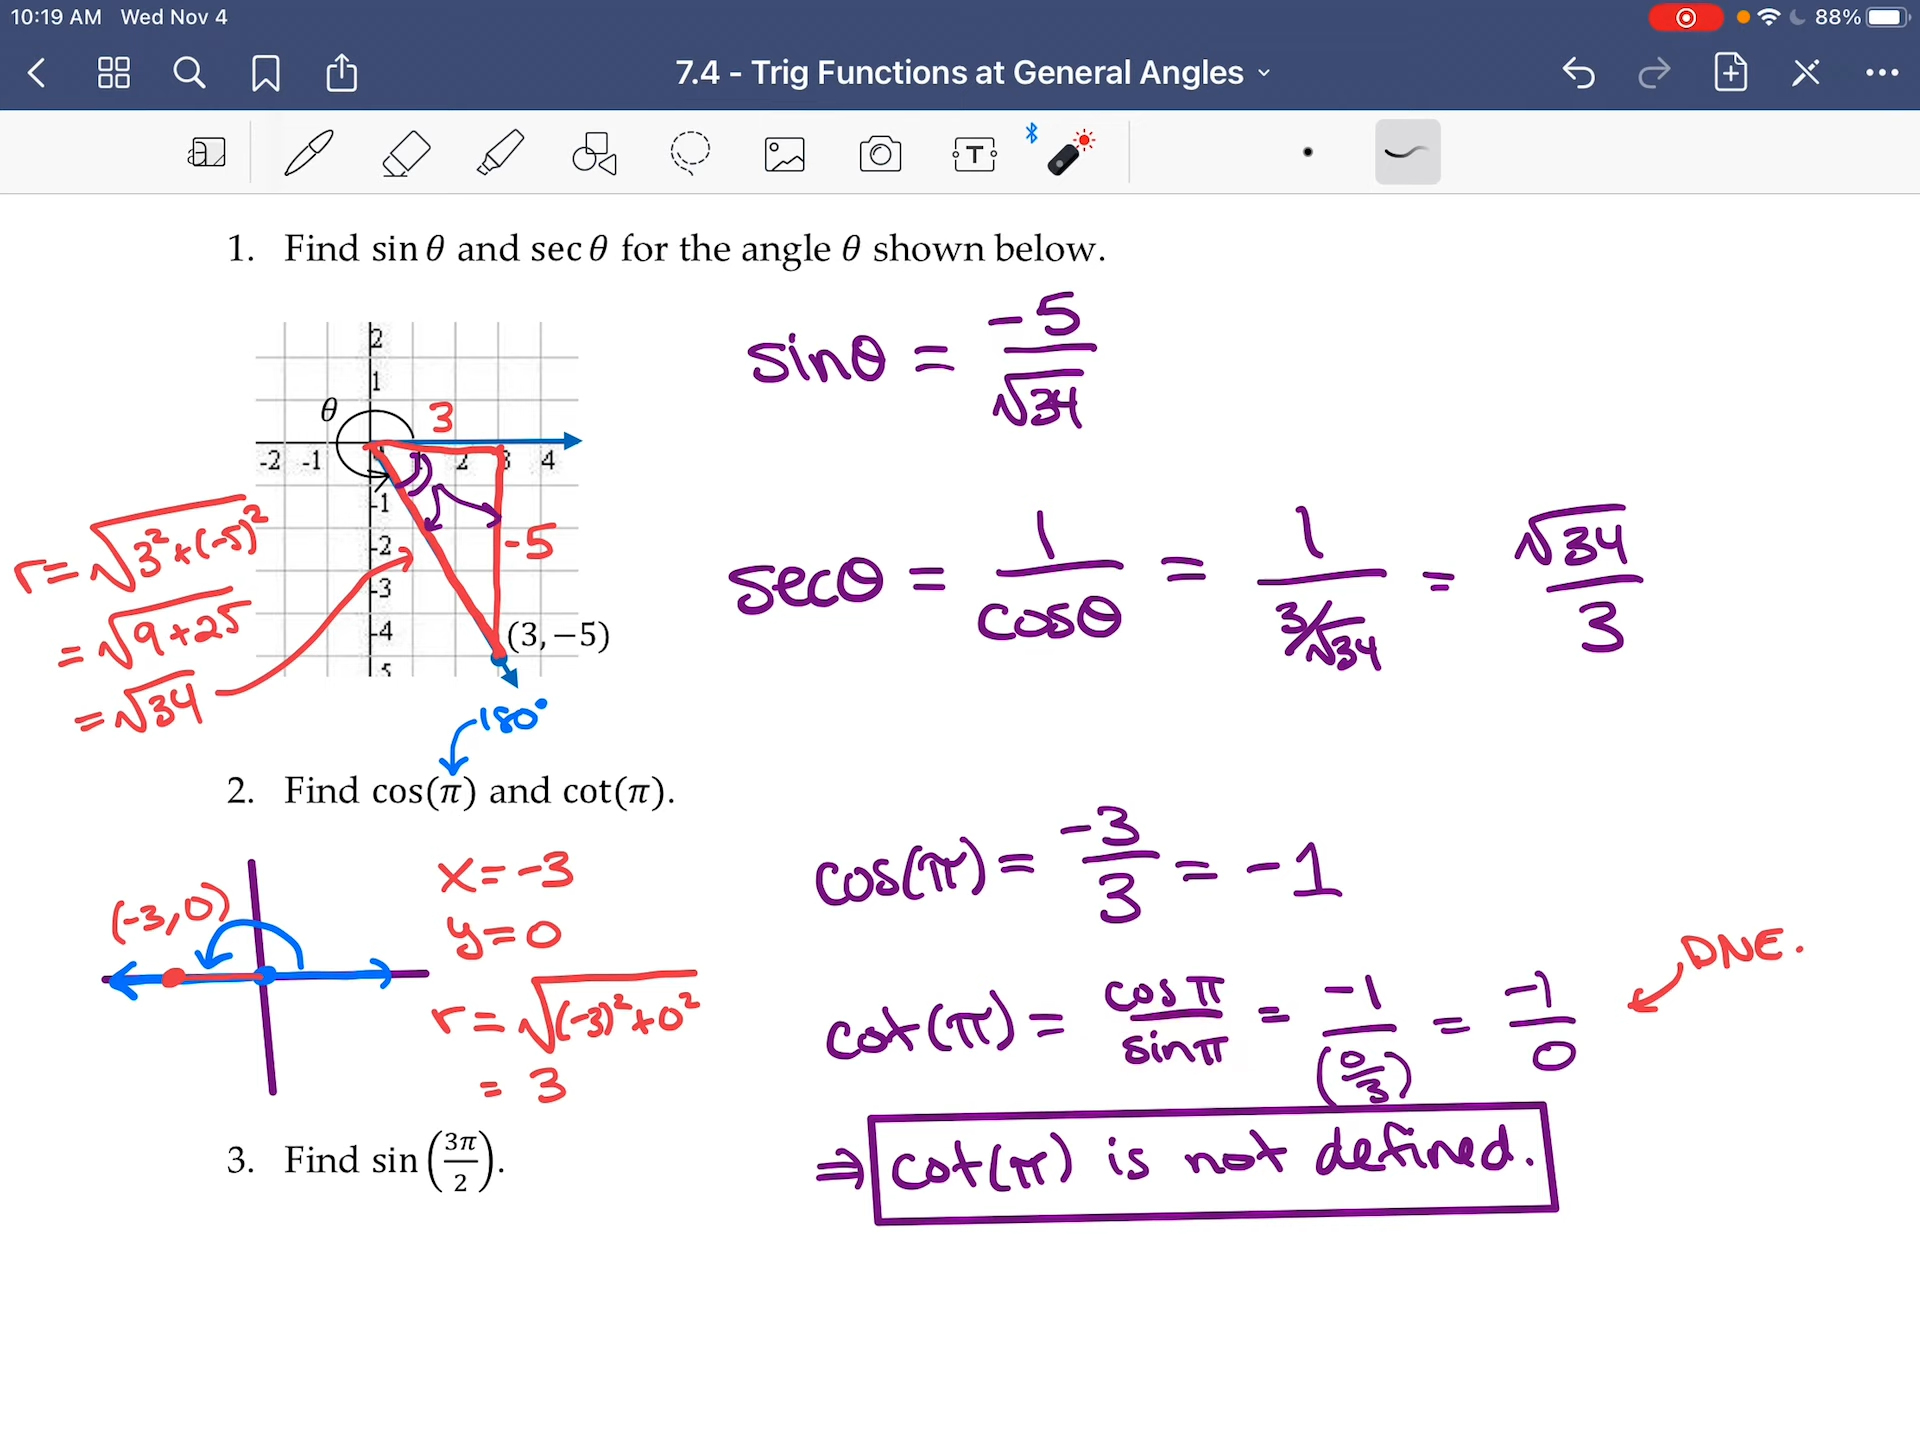 10:19 AM Wed Nov 4
88%
7.4 - Trig Functions at General Angles
1. Find sin θ and sec θ for the angle θ shown below.
2
1
θ
3
-2 -1 2 3 4
-1
-2
-3
-4
5
-5
(3, −5)
r = √3² + (-5)²
= √9 + 25
= √34
sinθ = -5/√34
secθ = 1/cosθ = 1/(3/√34) = √34/3
180°
2. Find cos(π) and cot(π).
(-3, 0)
x = -3
y = 0
r = √(-3)² + 0²
= 3
cos(π) = -3/3 = -1
cot(π) = cos π/sin π = -1/(0/3) = -1/0
DNE.
⇒ cot(π) is not defined.
3. Find sin(3π/2).